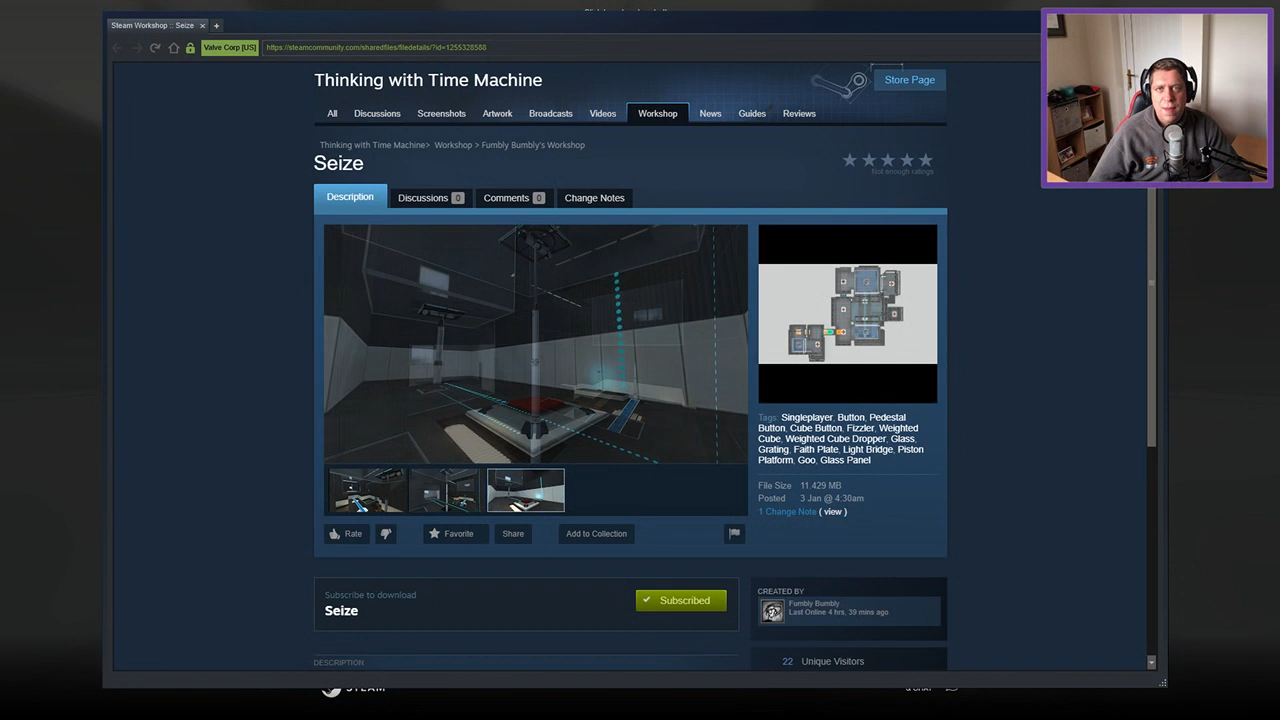 Steam Workshop :: Seize
Valve Corp [US]
https://steamcommunity.com/sharedfiles/filedetails/?id=1255328588
Thinking with Time Machine
Store Page
All Discussions Screenshots Artwork Broadcasts Videos Workshop News Guides Reviews
Thinking with Time Machine> Workshop > Fumbly Bumbly's Workshop
Seize
Not enough ratings
Description Discussions 0 Comments 0 Change Notes
Tags: Singleplayer, Button, Pedestal
Button, Cube Button, Fizzler, Weighted
Cube, Weighted Cube Dropper, Glass,
Grating, Faith Plate, Light Bridge, Piston
Platform, Goo, Glass Panel
File Size 11.429 MB
Posted 3 Jan @ 4:30am
1 Change Note ( view )
Rate Favorite Share Add to Collection
Subscribe to download
Seize
Subscribed
CREATED BY
Fumbly Bumbly
Last Online 4 hrs, 39 mins ago
DESCRIPTION
22 Unique Visitors
STEAM
& CHAT